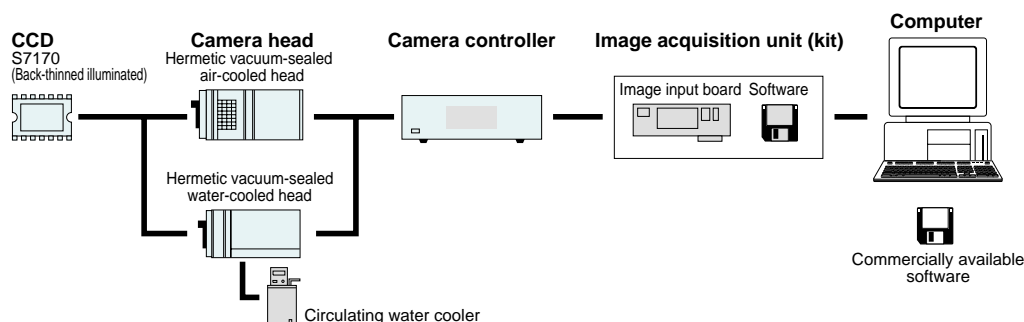 CCD
S7170
(Back-thinned illuminated)
Camera head
Hermetic vacuum-sealed
air-cooled head
Hermetic vacuum-sealed
water-cooled head
Circulating water cooler
Camera controller
Image acquisition unit (kit)
Image input board
Software
Computer
Commercially available
software